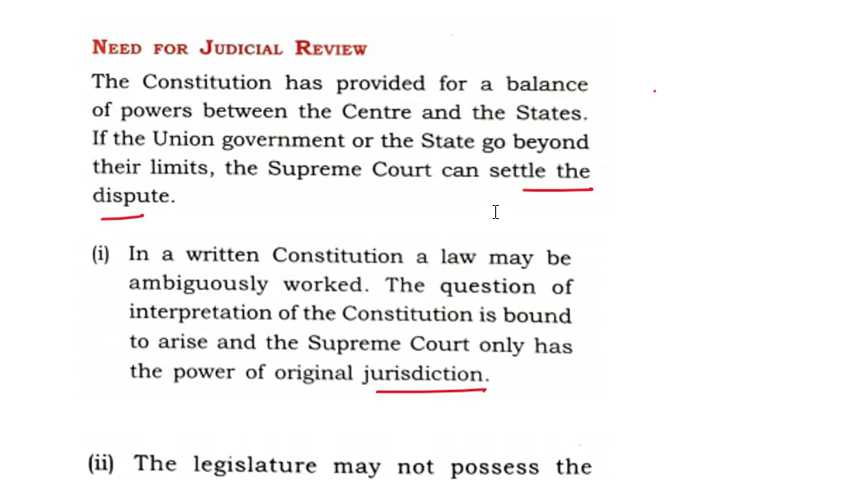 NEED FOR JUDICIAL REVIEW
The Constitution has provided for a balance
of powers between the Centre and the States.
If the Union government or the State go beyond
their limits, the Supreme Court can settle the
dispute.
(i) In a written Constitution a law may be
ambiguously worked. The question of
interpretation of the Constitution is bound
to arise and the Supreme Court only has
the power of original jurisdiction.
(ii) The legislature may not possess the